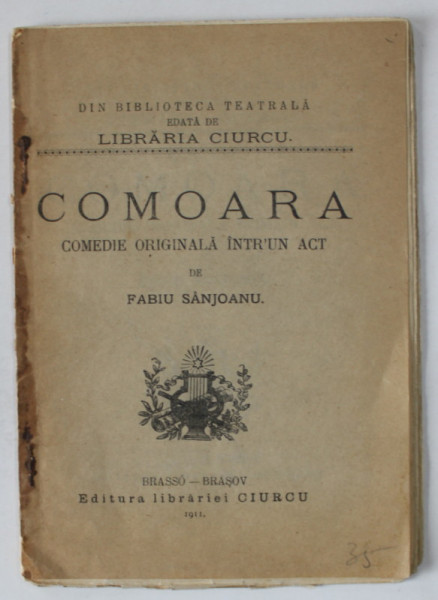 DIN BIBLIOTECA TEATRALĂ
EDATĂ DE
LIBRĂRIA CIURCU.
COMOARA
COMEDIE ORIGINALĂ ÎNTR'UN ACT
DE
FABIU SÂNJOANU.
BRASSÓ — BRAȘOV
Editura librăriei CIURCU
1911.
35-